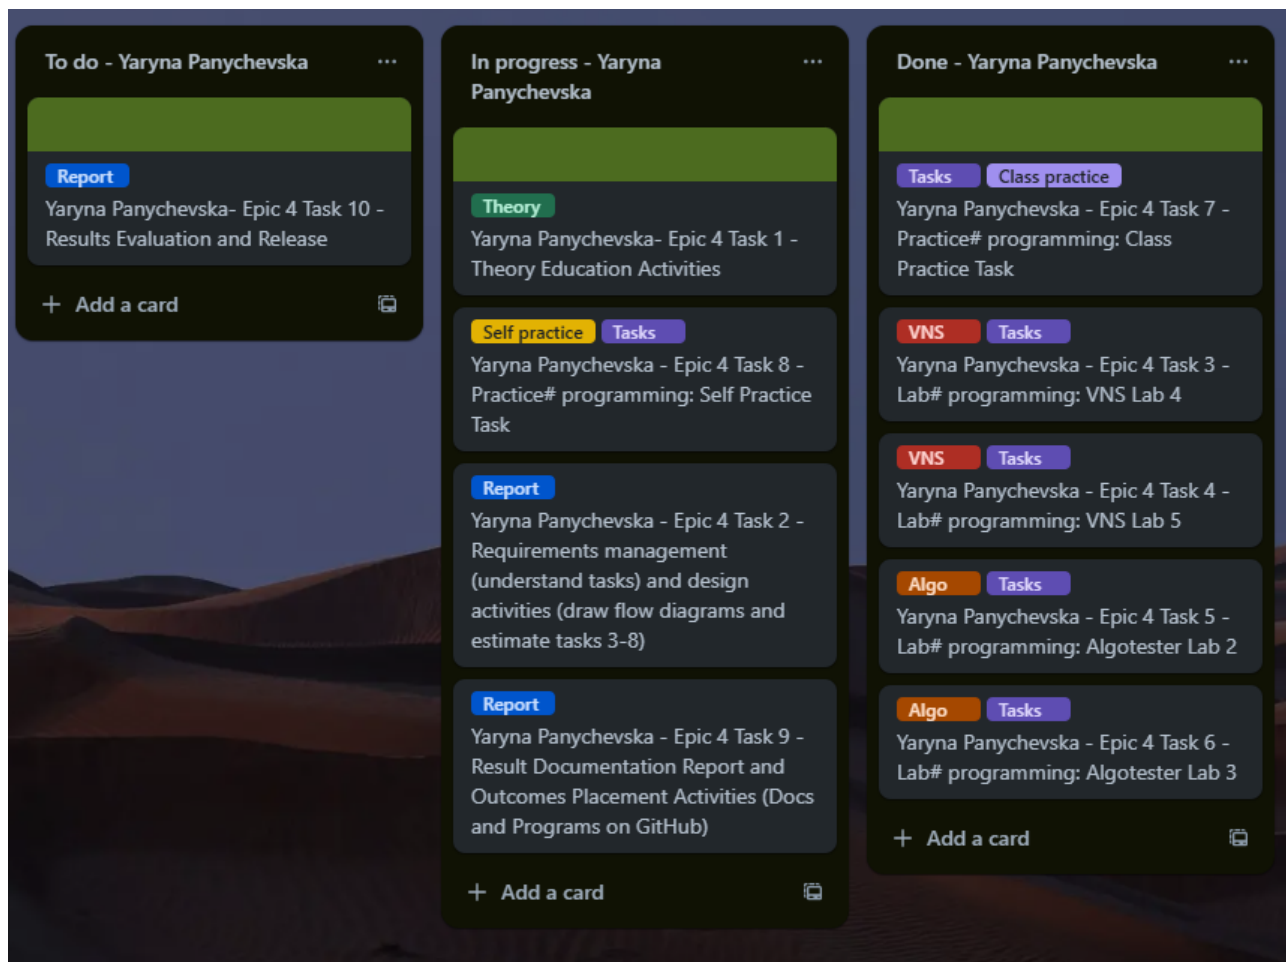 To do - Yaryna Panychevska
Report
Yaryna Panychevska- Epic 4 Task 10 -
Results Evaluation and Release
Add a card
In progress - Yaryna
Panychevska
Theory
Yaryna Panychevska- Epic 4 Task 1 -
Theory Education Activities
Self practice Tasks
Yaryna Panychevska - Epic 4 Task 8 -
Practice# programming: Self Practice
Task
Report
Yaryna Panychevska - Epic 4 Task 2 -
Requirements management
(understand tasks) and design
activities (draw flow diagrams and
estimate tasks 3-8)
Report
Yaryna Panychevska - Epic 4 Task 9 -
Result Documentation Report and
Outcomes Placement Activities (Docs
and Programs on GitHub)
Add a card
Done - Yaryna Panychevska
Tasks Class practice
Yaryna Panychevska - Epic 4 Task 7 -
Practice# programming: Class
Practice Task
VNS Tasks
Yaryna Panychevska - Epic 4 Task 3 -
Lab# programming: VNS Lab 4
VNS Tasks
Yaryna Panychevska - Epic 4 Task 4 -
Lab# programming: VNS Lab 5
Algo Tasks
Yaryna Panychevska - Epic 4 Task 5 -
Lab# programming: Algotester Lab 2
Algo Tasks
Yaryna Panychevska - Epic 4 Task 6 -
Lab# programming: Algotester Lab 3
Add a card